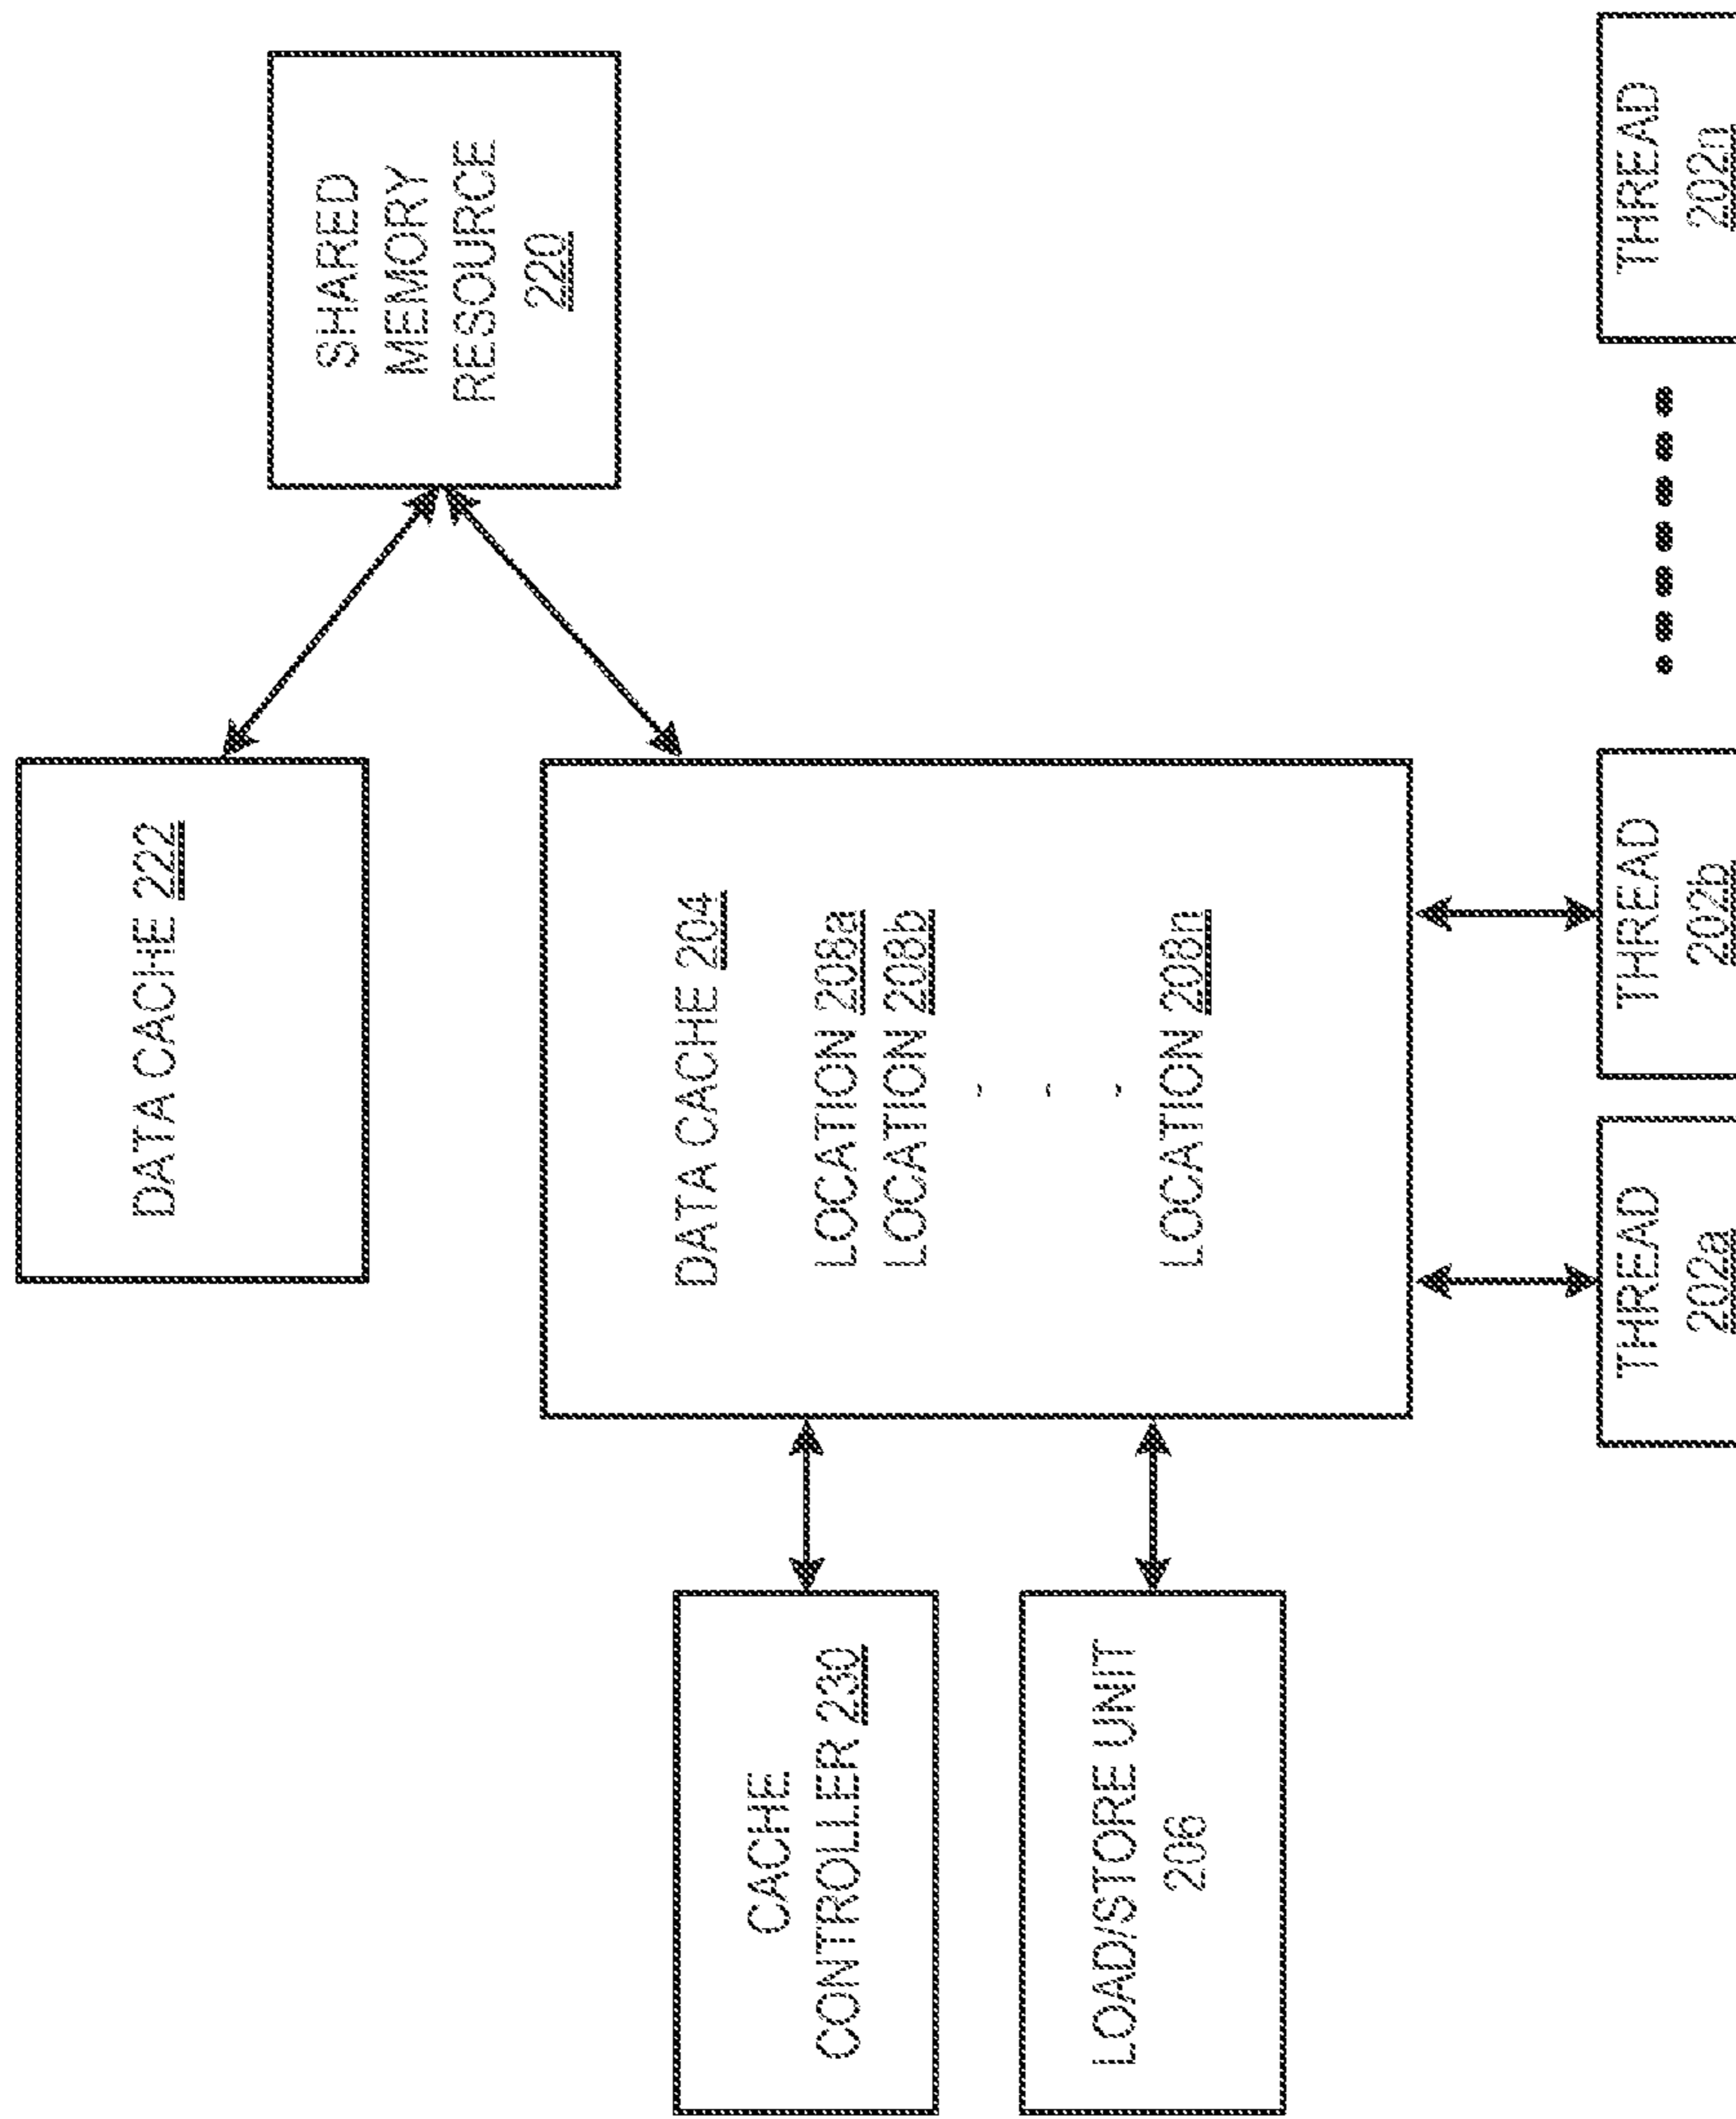 DATA CACHE 222
SHARED
MEMORY
RESOURCE
220
CACHE
CONTROLLER 230
LOAD/STORE UNIT
206
DATA CACHE 204
LOCATION 208a
LOCATION 208b
.
.
.
LOCATION 208n
THREAD
202a
THREAD
202b
THREAD
202n